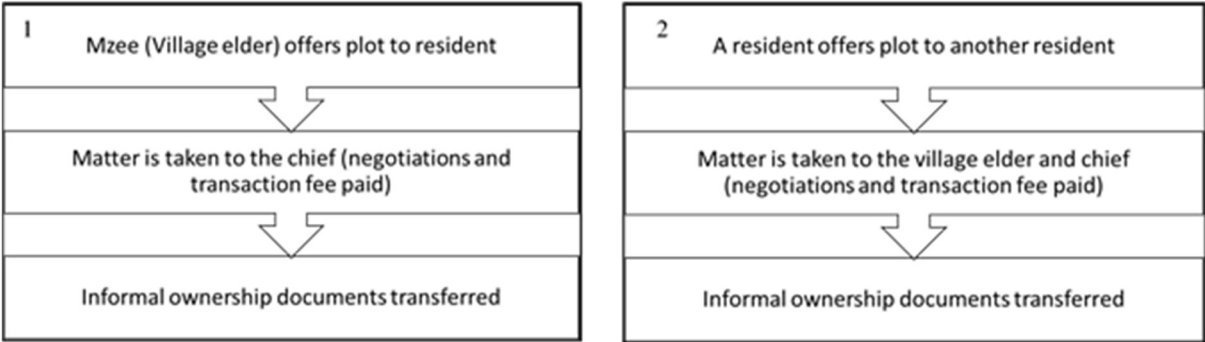 1
Mzee (Village elder) offers plot to resident
Matter is taken to the chief (negotiations and
transaction fee paid)
Informal ownership documents transferred
2
A resident offers plot to another resident
Matter is taken to the village elder and chief
(negotiations and transaction fee paid)
Informal ownership documents transferred